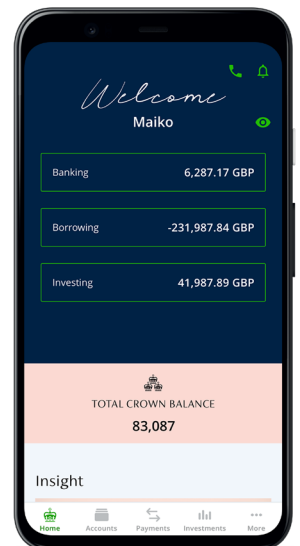 Welcome
Maiko
Banking 6,287.17 GBP
Borrowing -231,987.84 GBP
Investing 41,987.89 GBP
TOTAL CROWN BALANCE
83,087
Insight
Home Accounts Payments Investments More